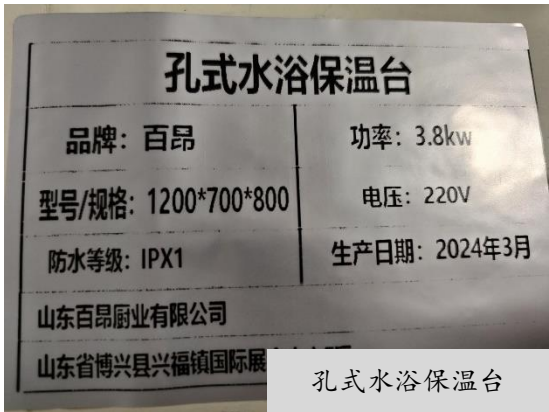 孔式水浴保温台
品牌：百昂
功率：3.8kw
型号/规格：1200*700*800
电压：220V
防水等级：IPX1
生产日期：2024年3月
山东百昂厨业有限公司
山东省博兴县兴福镇国际展
孔式水浴保温台